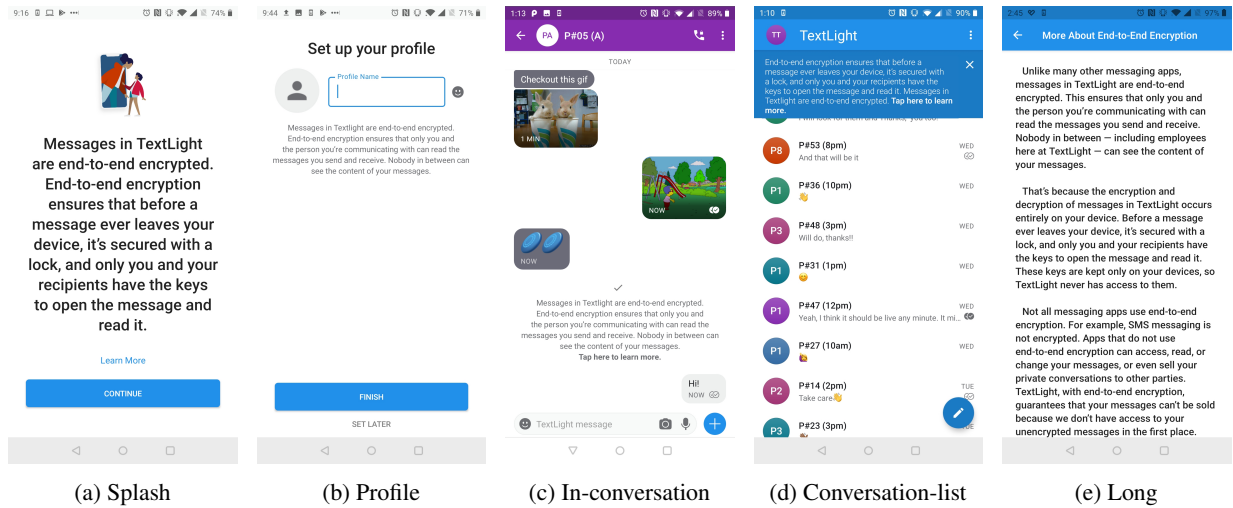 9:16 74%
Messages in TextLight
are end-to-end encrypted.
End-to-end encryption
ensures that before a
message ever leaves your
device, it's secured with a
lock, and only you and your
recipients have the keys
to open the message and
read it.
Learn More
CONTINUE
(a) Splash
9:44 71%
Set up your profile
Profile Name
Messages in Textlight are end-to-end encrypted.
End-to-end encryption ensures that only you and
the person you're communicating with can read the
messages you send and receive. Nobody in between can
see the content of your messages.
FINISH
SET LATER
(b) Profile
1:13 89%
PA P#05 (A)
TODAY
Checkout this gif
1 MIN
NOW
NOW
Messages in Textlight are end-to-end encrypted.
End-to-end encryption ensures that only you and
the person you're communicating with can read the
messages you send and receive. Nobody in between can
see the content of your messages.
Tap here to learn more.
Hi!
NOW
TextLight message
(c) In-conversation
1:10 90%
TT TextLight
End-to-end encryption ensures that before a
message ever leaves your device, it's secured with
a lock, and only you and your recipients have the
keys to open the message and read it. Messages in
Textlight are end-to-end encrypted. Tap here to learn
more.
P8 P#53 (8pm) WED
And that will be it
P1 P#36 (10pm) WED
👋
P3 P#48 (3pm) WED
Will do, thanks!!
P1 P#31 (1pm) WED
😊
P1 P#47 (12pm) WED
Yeah, I think it should be live any minute. It mi...
P1 P#27 (10am) WED
P2 P#14 (2pm) TUE
Take care👋
P3 P#23 (3pm)
(d) Conversation-list
2:45 97%
More About End-to-End Encryption
Unlike many other messaging apps,
messages in TextLight are end-to-end
encrypted. This ensures that only you and
the person you're communicating with can
read the messages you send and receive.
Nobody in between — including employees
here at TextLight — can see the content of
your messages.
That's because the encryption and
decryption of messages in TextLight occurs
entirely on your device. Before a message
ever leaves your device, it's secured with a
lock, and only you and your recipients have
the keys to open the message and read it.
These keys are kept only on your devices, so
TextLight never has access to them.
Not all messaging apps use end-to-end
encryption. For example, SMS messaging is
not encrypted. Apps that do not use
end-to-end encryption can access, read, or
change your messages, or even sell your
private conversations to other parties.
TextLight, with end-to-end encryption,
guarantees that your messages can't be sold
because we don't have access to your
unencrypted messages in the first place.
(e) Long